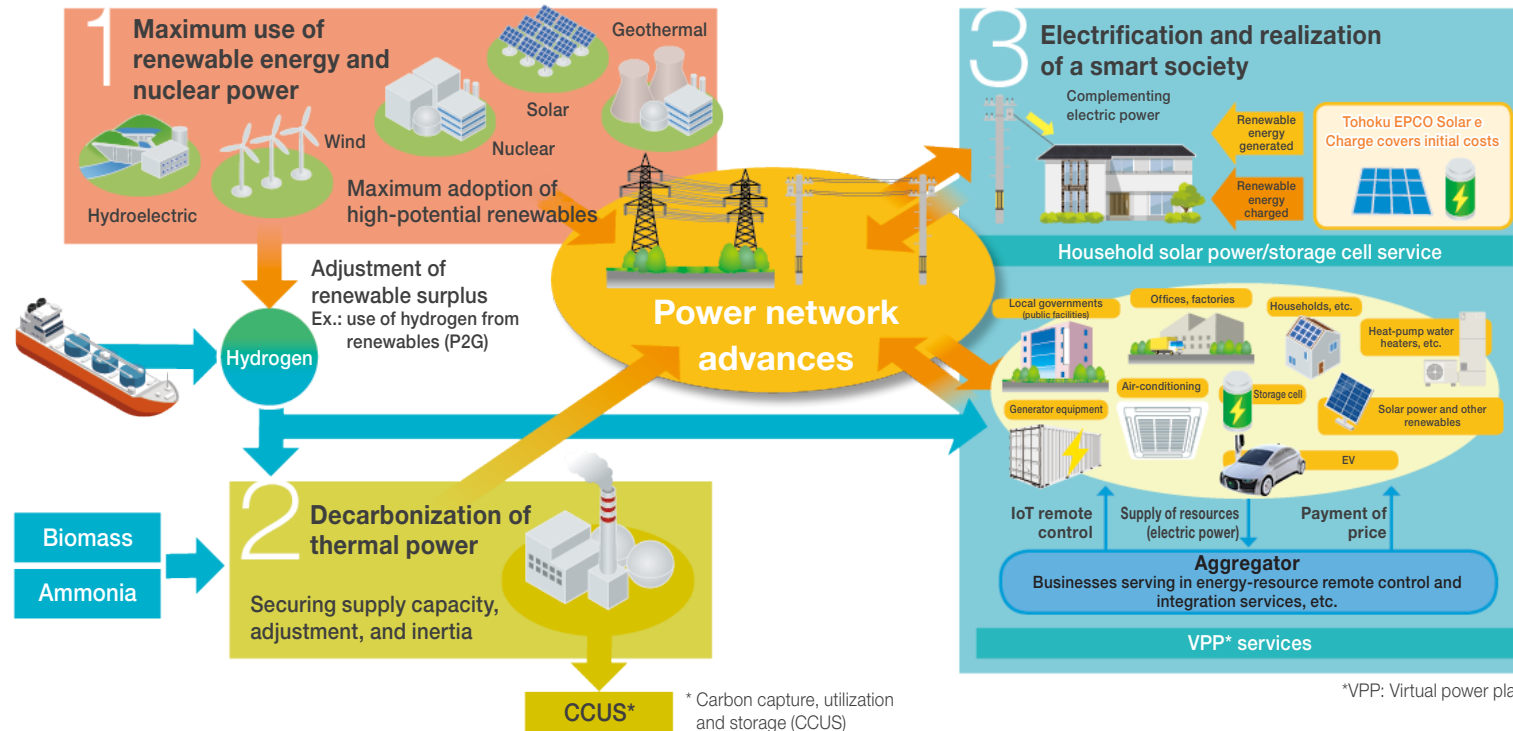 1
Maximum use of
renewable energy and
nuclear power
Geothermal
Solar
Wind
Nuclear
Hydroelectric
Maximum adoption of
high-potential renewables
Adjustment of
renewable surplus
Ex.: use of hydrogen from
renewables (P2G)
Hydrogen
Power network
advances
2
Decarbonization of
thermal power
Securing supply capacity,
adjustment, and inertia
Biomass
Ammonia
CCUS*
* Carbon capture, utilization
and storage (CCUS)
3
Electrification and realization
of a smart society
Complementing
electric power
Renewable
energy
generated
Renewable
energy
charged
Tohoku EPCO Solar e
Charge covers initial costs
Household solar power/storage cell service
Local governments
(public facilities)
Offices, factories
Households, etc.
Heat-pump water
heaters, etc.
Generator equipment
Air-conditioning
Storage cell
Solar power and other
renewables
EV
IoT remote
control
Supply of resources
(electric power)
Payment of
price
Aggregator
Businesses serving in energy-resource remote control and
integration services, etc.
VPP* services
*VPP: Virtual power pla